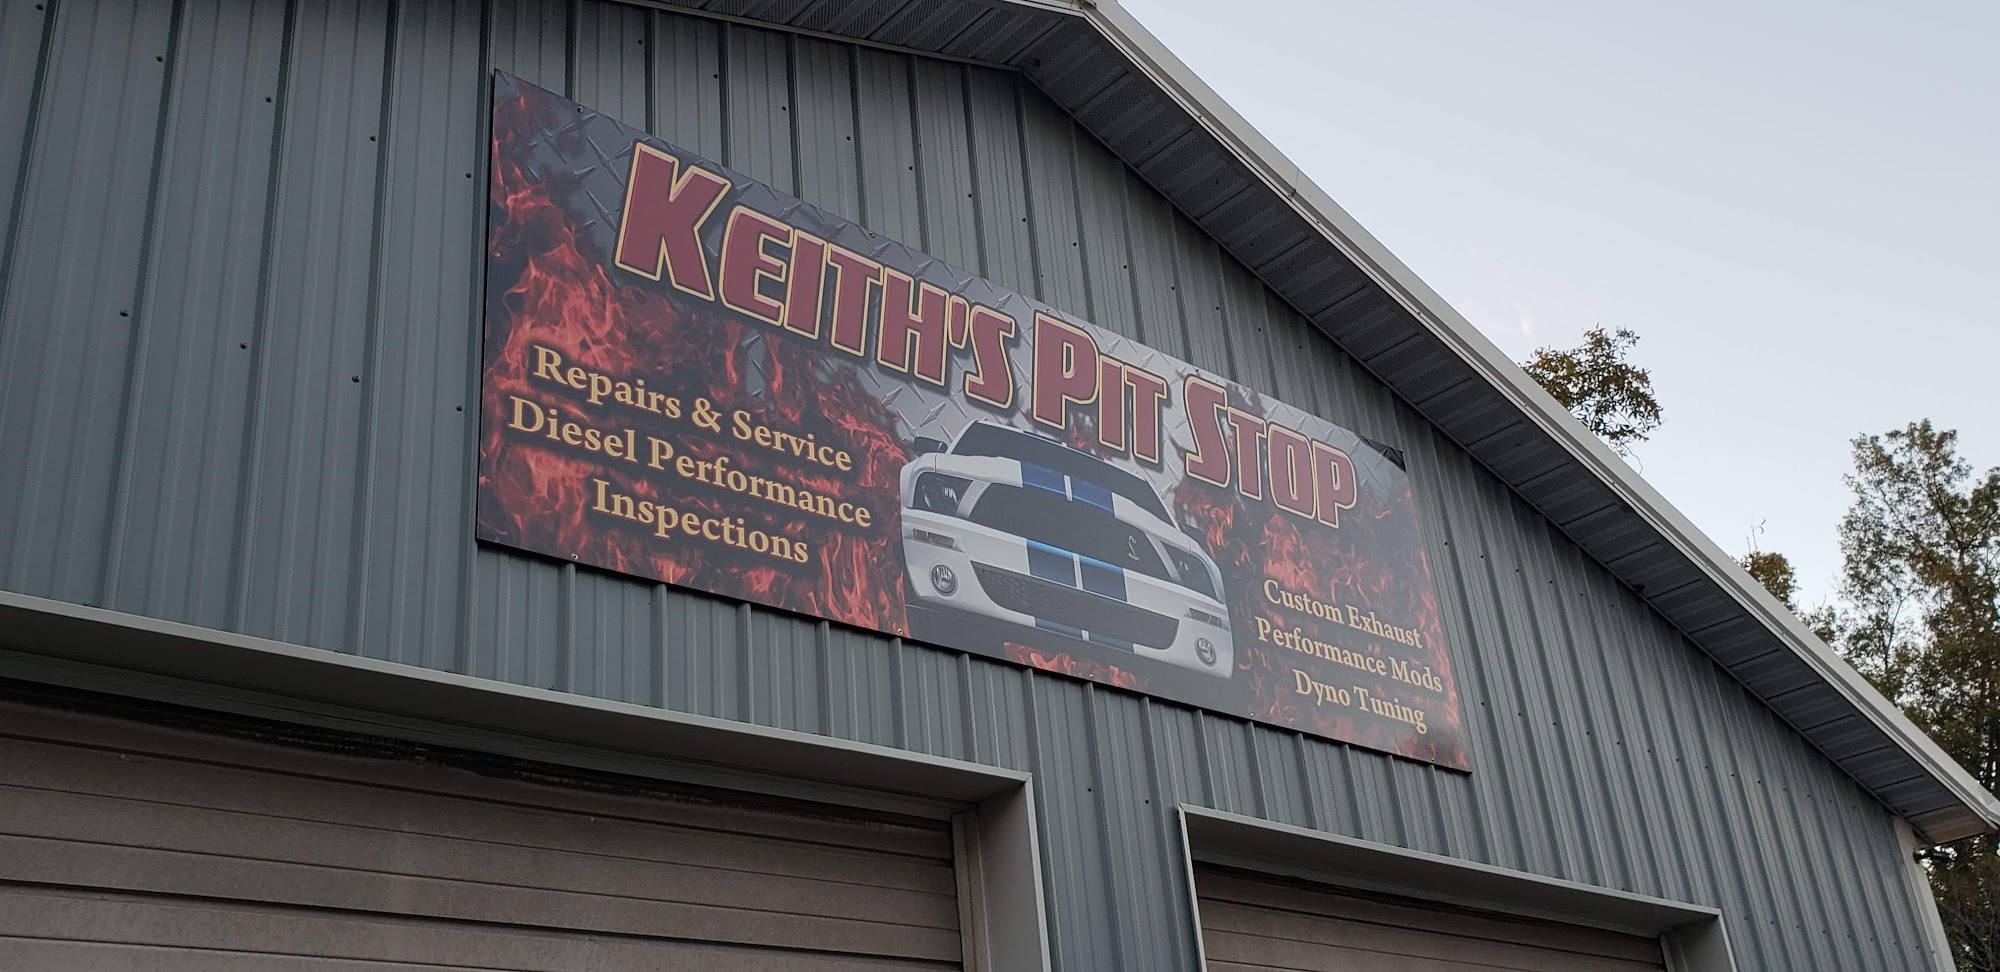 KEITH'S PIT STOP
Repairs & Service
Diesel Performance
Inspections
Custom Exhaust
Performance Mods
Dyno Tuning